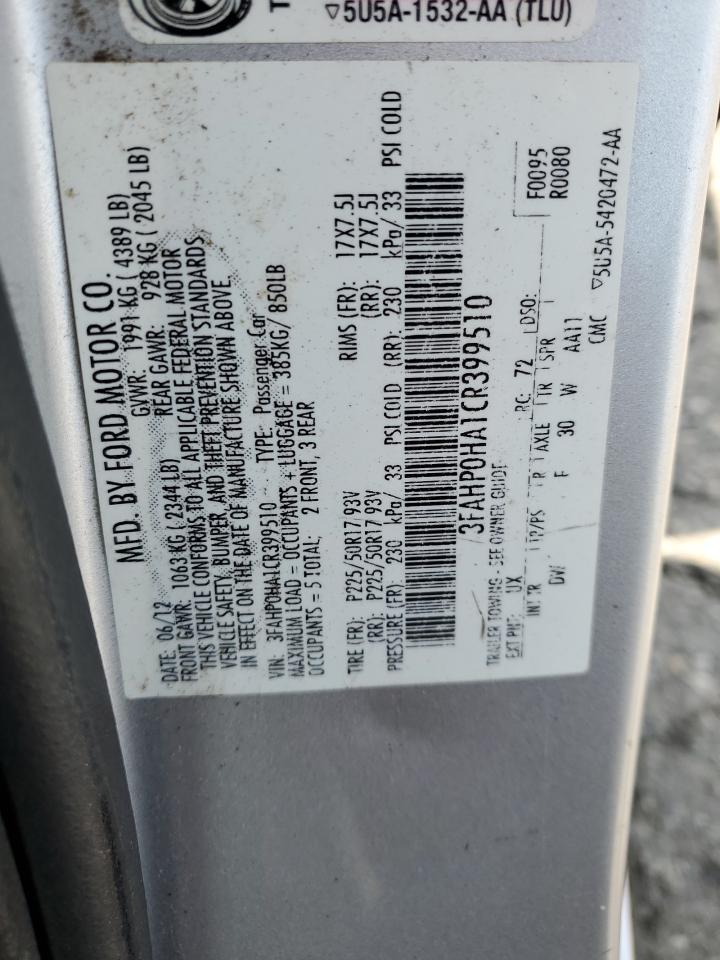 5U5A-1532-AA (TLU)
MFD. BY FORD MOTOR CO.
DATE: 06/12 GVWR: 1991 KG ( 4389 LB)
FRONT GAWR: 1063 KG ( 2344 LB) REAR GAWR: 928 KG ( 2045 LB)
THIS VEHICLE CONFORMS TO ALL APPLICABLE FEDERAL MOTOR
VEHICLE SAFETY, BUMPER, AND THEFT PREVENTION STANDARDS
IN EFFECT ON THE DATE OF MANUFACTURE SHOWN ABOVE.
VIN: 3FAHP0HA1CR399510 TYPE: Passenger Car
MAXIMUM LOAD = OCCUPANTS + LUGGAGE = 385KG/ 850LB
OCCUPANTS = 5 TOTAL; 2 FRONT, 3 REAR
TIRE (FR): P225/50R17 93V RIMS (FR): 17X7.5J
(RR): P225/50R17 93V (RR): 17X7.5J
PRESSURE (FR): 230 kPa/ 33 PSI COLD (RR): 230 kPa/ 33 PSI COLD
3FAHP0HA1CR399510
TRAILER TOWING - SEE OWNER GUIDE
F0095
R0080
EXT PNT: UX RC: 72 DSO:
INT TR TP/PS R AXLE TR SPR
DW F 30 W AA11
CMC 5U5A-5420472-AA